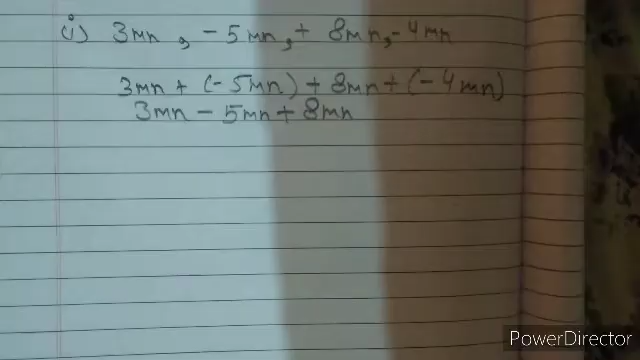 (i) 3mn, -5mn, + 8mn, -4mn
3mn + (-5mn) + 8mn + (-4mn)
3mn - 5mn + 8mn
PowerDirector